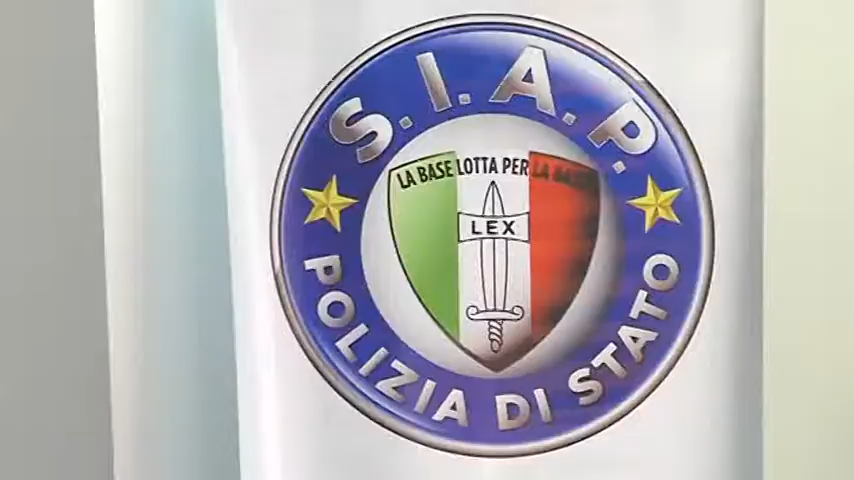 S.I.A.P.
LA BASE LOTTA PER LA BASE
LEX
POLIZIA DI STATO